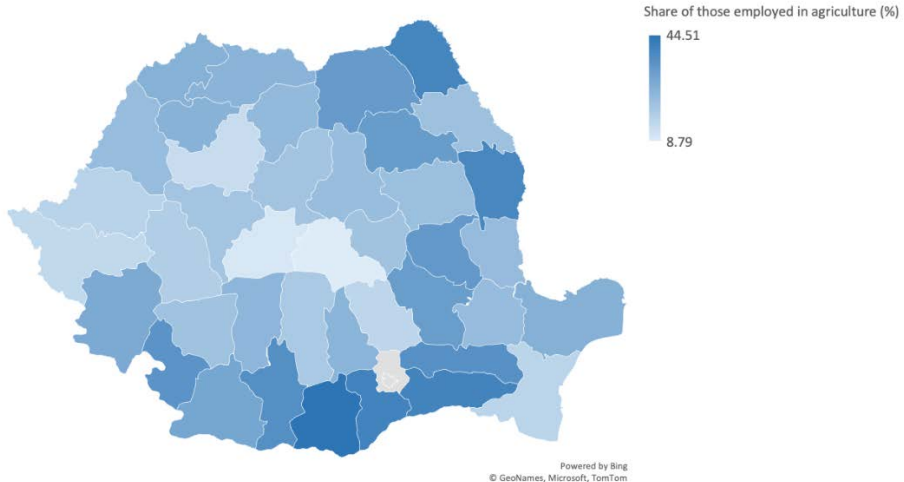 Share of those employed in agriculture (%)
44.51
8.79
Powered by Bing
© GeoNames, Microsoft, TomTom